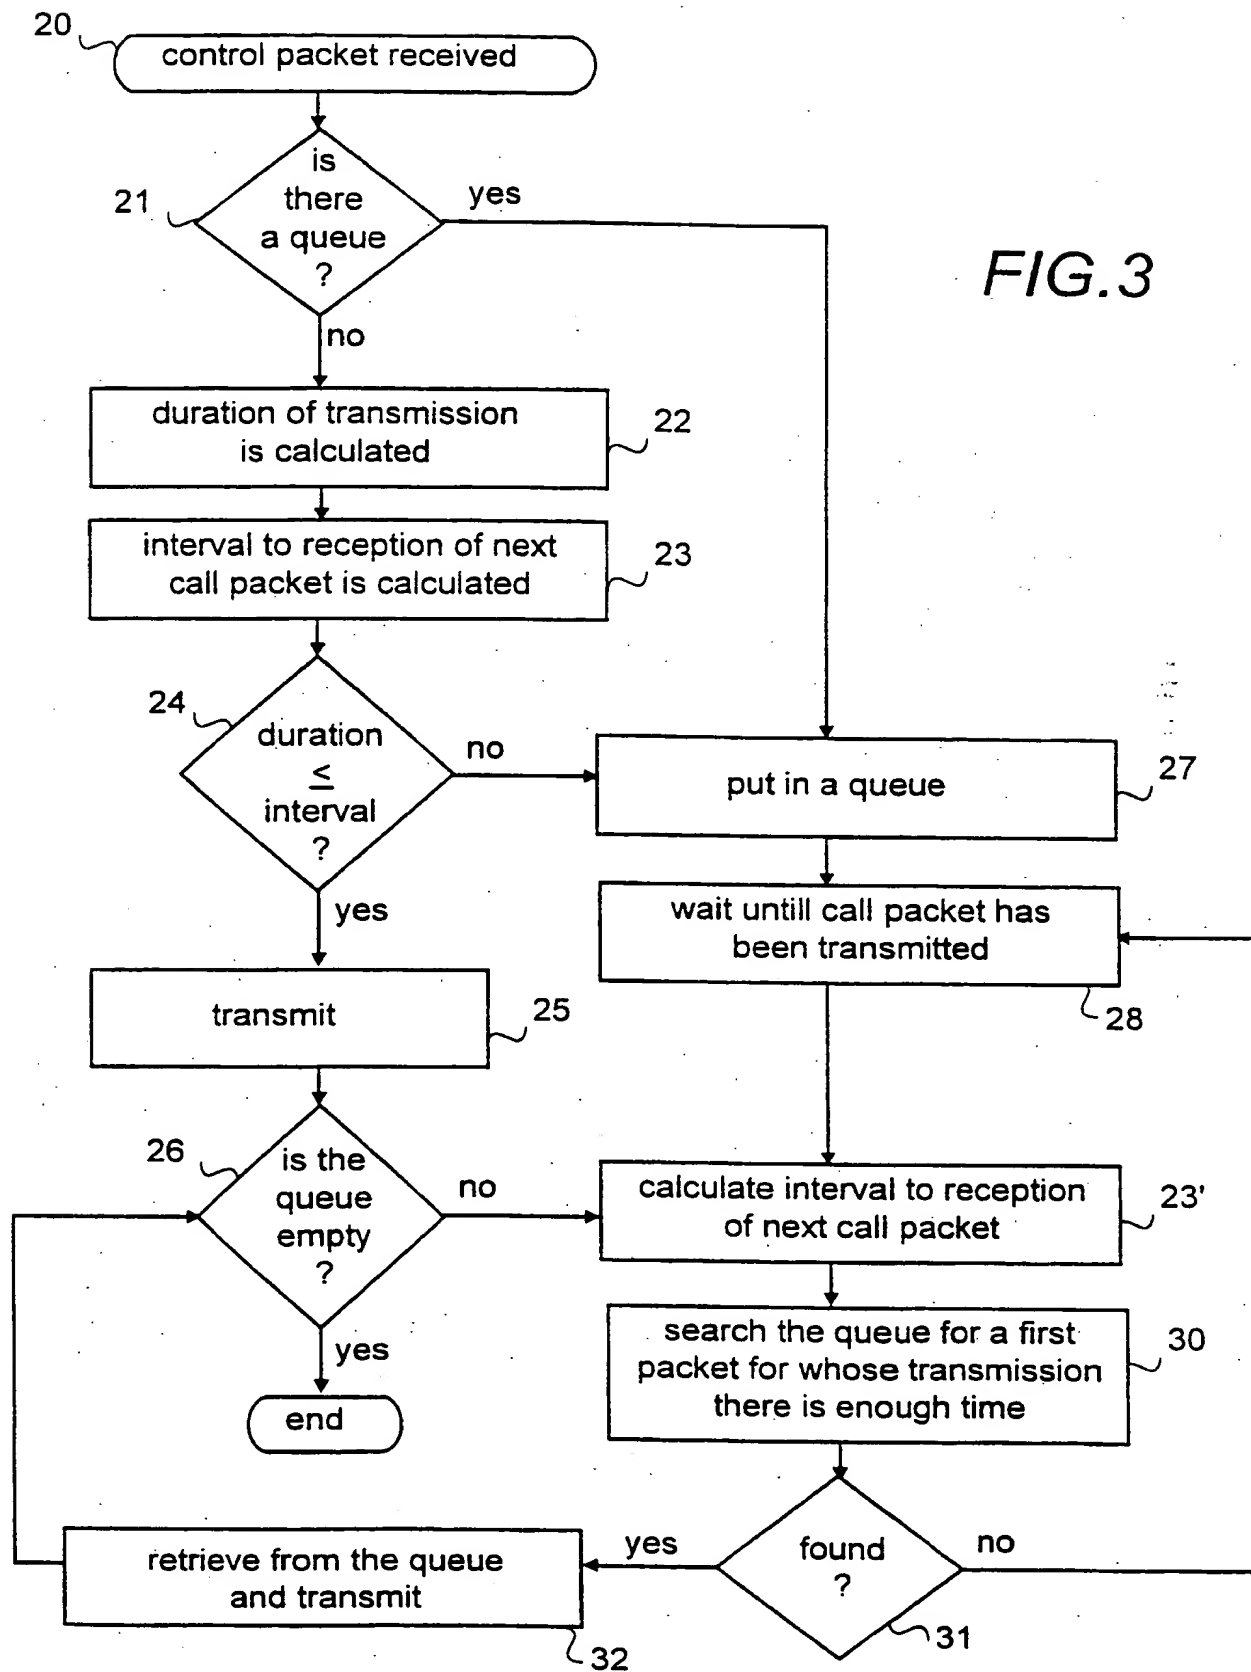 20
control packet received
is
there
a queue
?
21
yes
no
FIG.3
duration of transmission
is calculated
22
interval to reception of next
call packet is calculated
23
24
duration
≤
interval
?
no
yes
put in a queue
27
wait untill call packet has
been transmitted
28
transmit
25
26
is the
queue
empty
?
no
yes
end
calculate interval to reception
of next call packet
23'
search the queue for a first
packet for whose transmission
there is enough time
30
found
?
31
yes
no
retrieve from the queue
and transmit
32